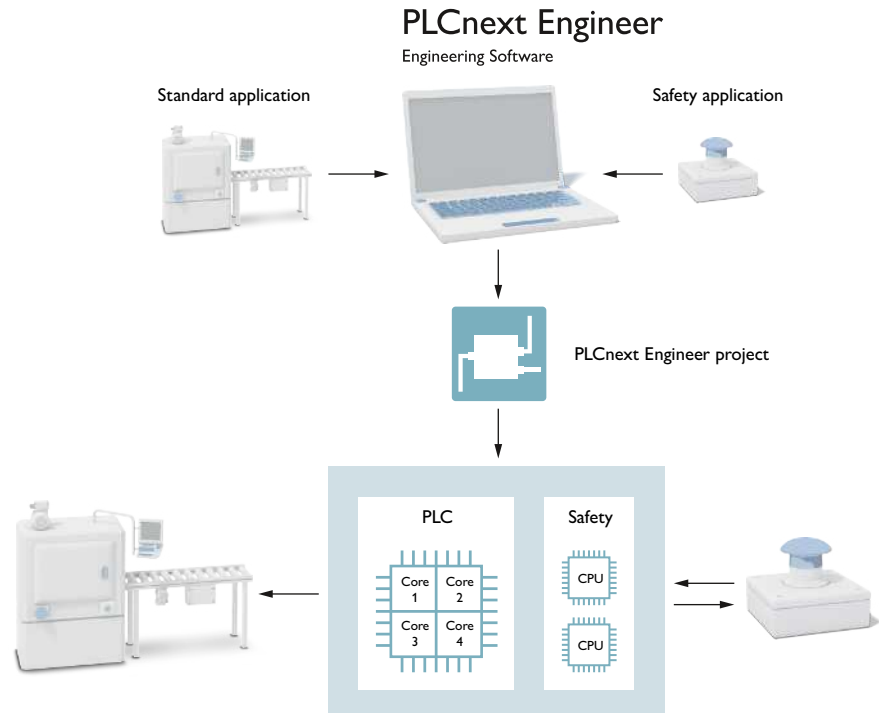 PLCnext Engineer
Engineering Software
Standard application
Safety application
PLCnext Engineer project
PLC
Safety
Core
1
Core
2
Core
3
Core
4
CPU
CPU